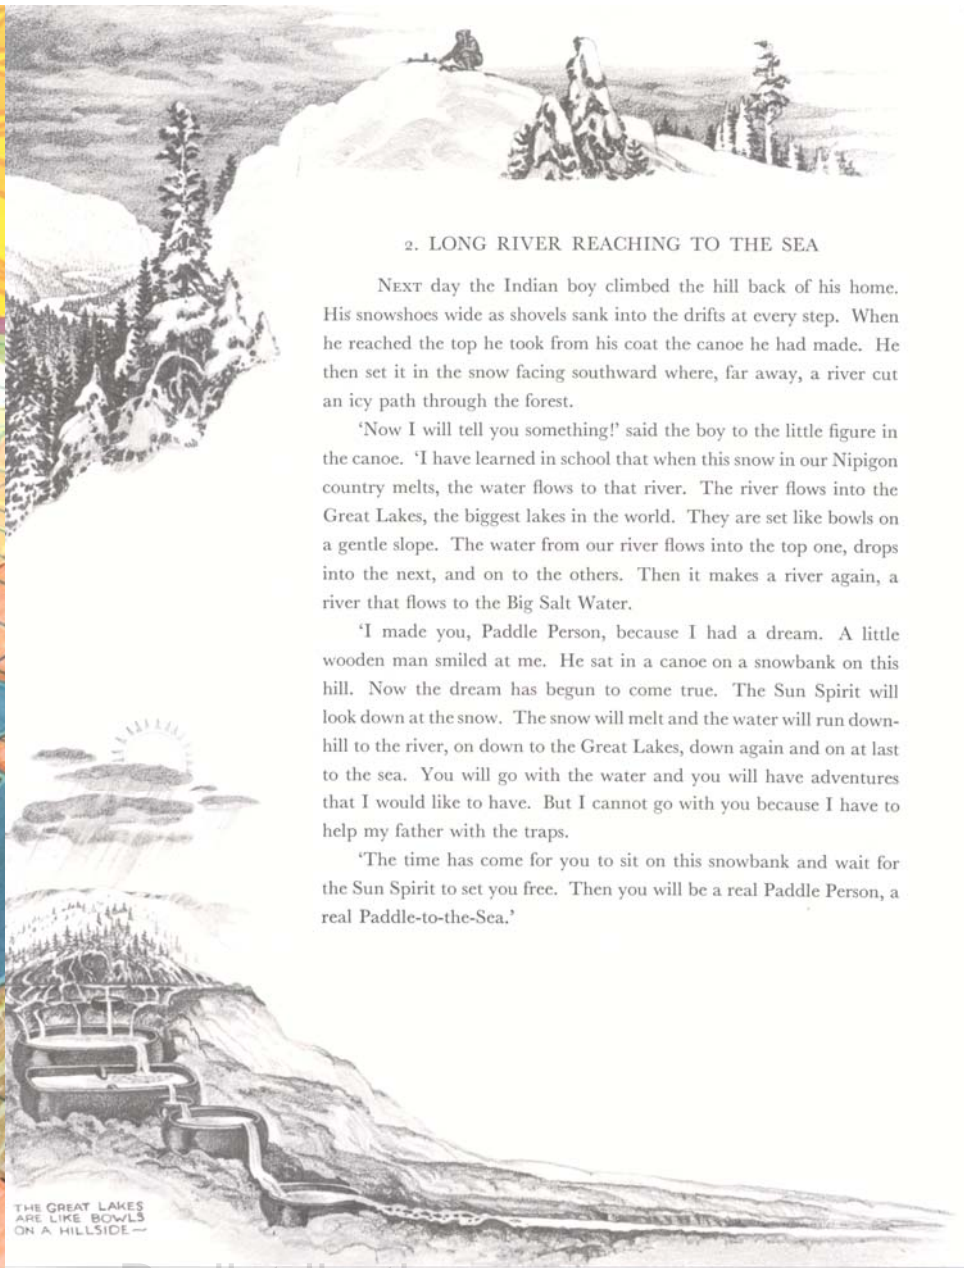 2. LONG RIVER REACHING TO THE SEA
NEXT day the Indian boy climbed the hill back of his home.
His snowshoes wide as shovels sank into the drifts at every step. When
he reached the top he took from his coat the canoe he had made. He
then set it in the snow facing southward where, far away, a river cut
an icy path through the forest.
‘Now I will tell you something!’ said the boy to the little figure in
the canoe. ‘I have learned in school that when this snow in our Nipigon
country melts, the water flows to that river. The river flows into the
Great Lakes, the biggest lakes in the world. They are set like bowls on
a gentle slope. The water from our river flows into the top one, drops
into the next, and on to the others. Then it makes a river again, a
river that flows to the Big Salt Water.
‘I made you, Paddle Person, because I had a dream. A little
wooden man smiled at me. He sat in a canoe on a snowbank on this
hill. Now the dream has begun to come true. The Sun Spirit will
look down at the snow. The snow will melt and the water will run down-
hill to the river, on down to the Great Lakes, down again and on at last
to the sea. You will go with the water and you will have adventures
that I would like to have. But I cannot go with you because I have to
help my father with the traps.
‘The time has come for you to sit on this snowbank and wait for
the Sun Spirit to set you free. Then you will be a real Paddle Person, a
real Paddle-to-the-Sea.’
THE GREAT LAKES
ARE LIKE BOWLS
ON A HILLSIDE—